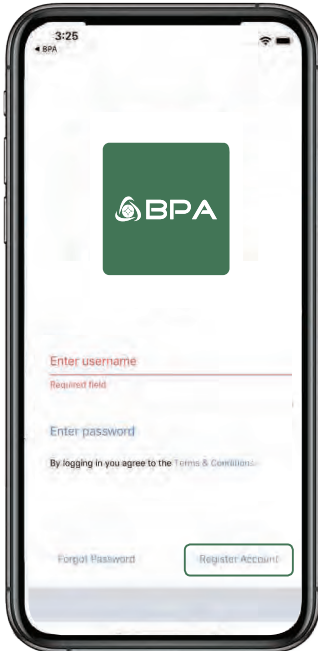 3:25
◀ BPA
BPA
Enter username
Required field
Enter password
By logging in you agree to the Terms & Conditions.
Forgot Password
Register Account